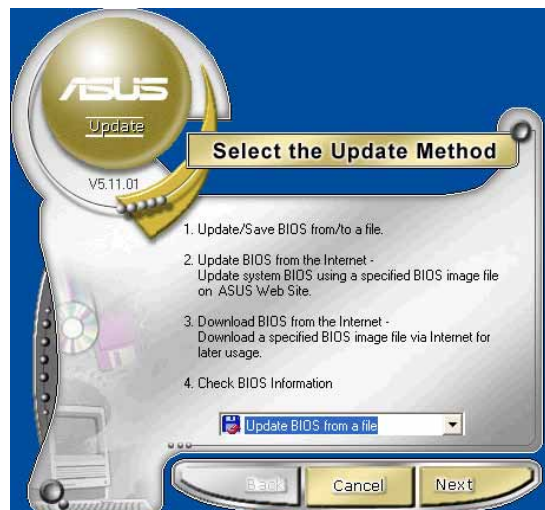 ASUS
Update
V5.11.01
Select the Update Method
1. Update/Save BIOS from/to a file.
2. Update BIOS from the Internet -
Update system BIOS using a specified BIOS image file
on ASUS Web Site.
3. Download BIOS from the Internet -
Download a specified BIOS image file via Internet for
later usage.
4. Check BIOS Information
Update BIOS from a file
Back
Cancel
Next